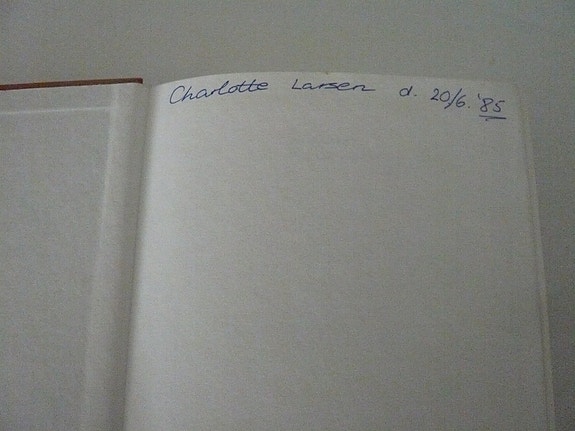 Charlotte Larsen d. 20/6. '85